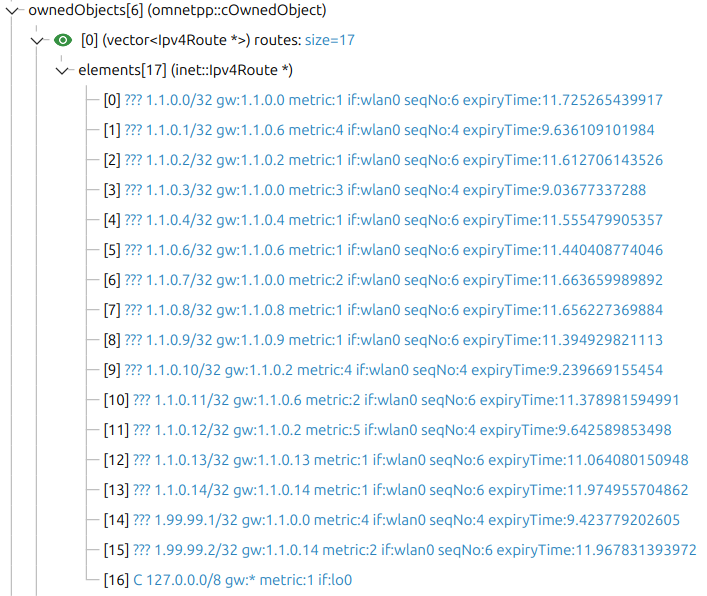 ownedObjects[6] (omnetpp::cOwnedObject)
[0] (vector<Ipv4Route *>) routes: size=17
elements[17] (inet::Ipv4Route *)
[0] ??? 1.1.0.0/32 gw:1.1.0.0 metric:1 if:wlan0 seqNo:6 expiryTime:11.725265439917
[1] ??? 1.1.0.1/32 gw:1.1.0.6 metric:4 if:wlan0 seqNo:4 expiryTime:9.636109101984
[2] ??? 1.1.0.2/32 gw:1.1.0.2 metric:1 if:wlan0 seqNo:6 expiryTime:11.612706143526
[3] ??? 1.1.0.3/32 gw:1.1.0.0 metric:3 if:wlan0 seqNo:4 expiryTime:9.03677337288
[4] ??? 1.1.0.4/32 gw:1.1.0.4 metric:1 if:wlan0 seqNo:6 expiryTime:11.555479905357
[5] ??? 1.1.0.6/32 gw:1.1.0.6 metric:1 if:wlan0 seqNo:6 expiryTime:11.440408774046
[6] ??? 1.1.0.7/32 gw:1.1.0.0 metric:2 if:wlan0 seqNo:6 expiryTime:11.663659989892
[7] ??? 1.1.0.8/32 gw:1.1.0.8 metric:1 if:wlan0 seqNo:6 expiryTime:11.656227369884
[8] ??? 1.1.0.9/32 gw:1.1.0.9 metric:1 if:wlan0 seqNo:6 expiryTime:11.394929821113
[9] ??? 1.1.0.10/32 gw:1.1.0.2 metric:4 if:wlan0 seqNo:4 expiryTime:9.239669155454
[10] ??? 1.1.0.11/32 gw:1.1.0.6 metric:2 if:wlan0 seqNo:6 expiryTime:11.378981594991
[11] ??? 1.1.0.12/32 gw:1.1.0.2 metric:5 if:wlan0 seqNo:4 expiryTime:9.642589853498
[12] ??? 1.1.0.13/32 gw:1.1.0.13 metric:1 if:wlan0 seqNo:6 expiryTime:11.064080150948
[13] ??? 1.1.0.14/32 gw:1.1.0.14 metric:1 if:wlan0 seqNo:6 expiryTime:11.974955704862
[14] ??? 1.99.99.1/32 gw:1.1.0.0 metric:4 if:wlan0 seqNo:4 expiryTime:9.423779202605
[15] ??? 1.99.99.2/32 gw:1.1.0.14 metric:2 if:wlan0 seqNo:6 expiryTime:11.967831393972
[16] C 127.0.0.0/8 gw:* metric:1 if:lo0